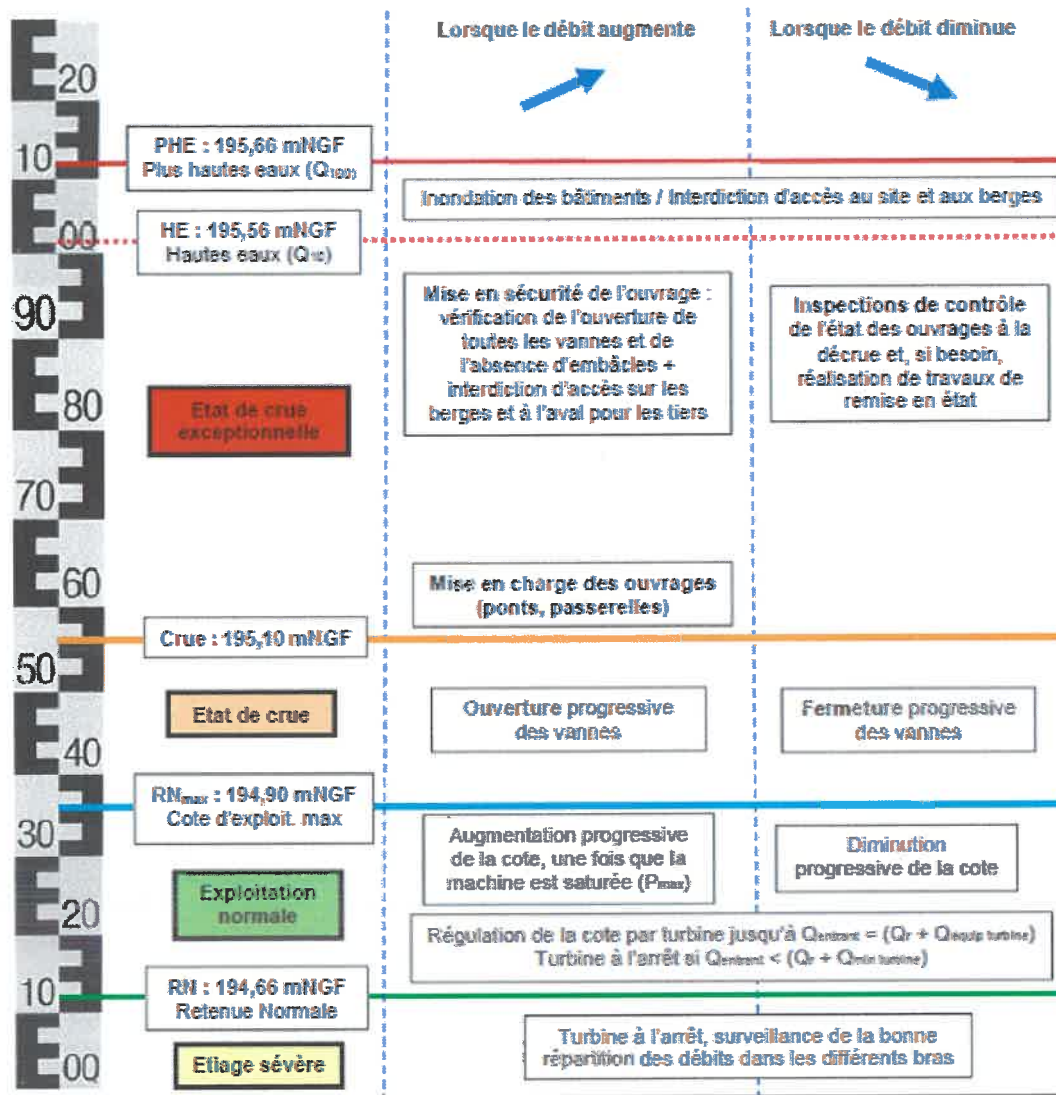 Lorsque le débit augmente
Lorsque le débit diminue
20
10
PHE : 195,66 mNGF
Plus hautes eaux (Q100)
Inondation des bâtiments / Interdiction d'accès au site et aux berges
00
HE : 195,56 mNGF
Hautes eaux (Q10)
90
Mise en sécurité de l'ouvrage :
vérification de l'ouverture de
toutes les vannes et de
l'absence d'embâcles +
interdiction d'accès sur les
berges et à l'aval pour les tiers
Inspections de contrôle
de l'état des ouvrages à la
décrue et, si besoin,
réalisation de travaux de
remise en état
80
Etat de crue
exceptionnelle
70
60
Mise en charge des ouvrages
(ponts, passerelles)
Crue : 195,10 mNGF
50
Etat de crue
Ouverture progressive
des vannes
Fermeture progressive
des vannes
40
RNmax : 194,90 mNGF
Cote d'exploit. max
30
Augmentation progressive
de la cote, une fois que la
machine est saturée (Pmax)
Diminution
progressive de la cote
Exploitation
normale
20
Régulation de la cote par turbine jusqu'à Qentrant = (Qr + Qequip turbine)
Turbine à l'arrêt si Qentrant < (Qr + Qmin turbine)
10
RN : 194,66 mNGF
Retenue Normale
Turbine à l'arrêt, surveillance de la bonne
répartition des débits dans les différents bras
Etiage sévère
00